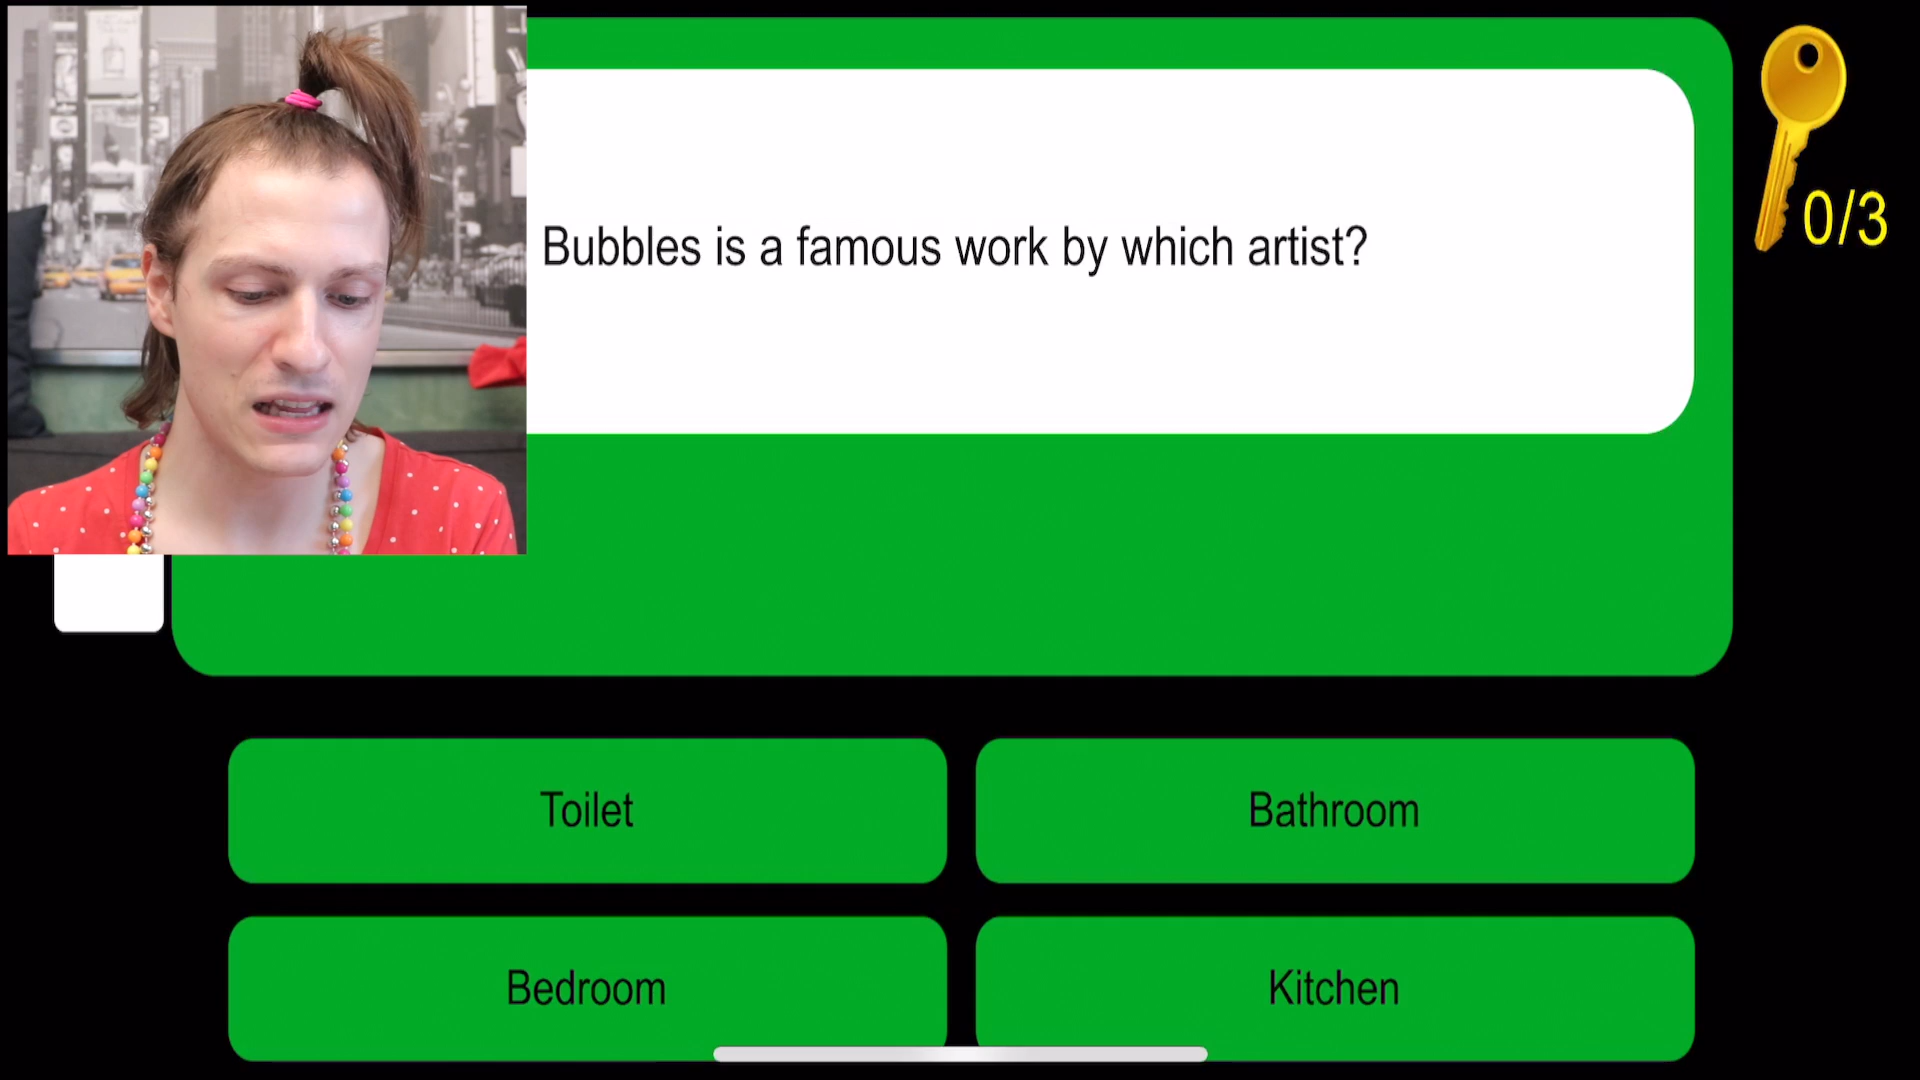 Bubbles is a famous work by which artist?
0/3
Toilet
Bathroom
Bedroom
Kitchen